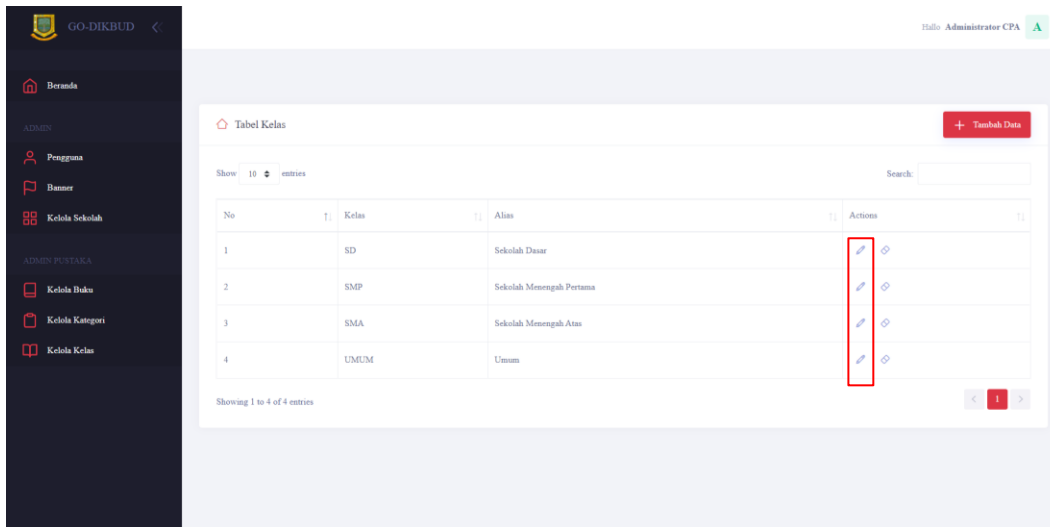 GO-DIKBUD
Hallo Administrator CPA A
Beranda
ADMIN
Pengguna
Banner
Kelola Sekolah
ADMIN PUSTAKA
Kelola Buku
Kelola Kategori
Kelola Kelas
Tabel Kelas
+ Tambah Data
Show 10 entries
Search:
No Kelas Alias Actions
1 SD Sekolah Dasar
2 SMP Sekolah Menengah Pertama
3 SMA Sekolah Menengah Atas
4 UMUM Umum
Showing 1 to 4 of 4 entries
< 1 >